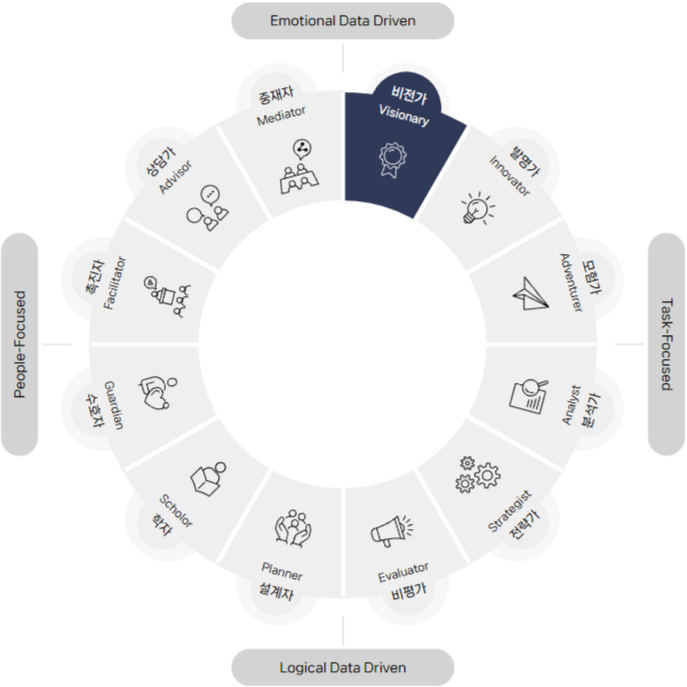 Emotional Data Driven
중재자
Mediator
비전가
Visionary
상담가
Advisor
발명가
Innovator
촉진자
Facilitator
모험가
Adventurer
People-Focused
Task-Focused
Guardian
수호자
Analyst
분석가
Scholor
학자
Strategist
전략가
Planner
설계자
Evaluator
비평가
Logical Data Driven